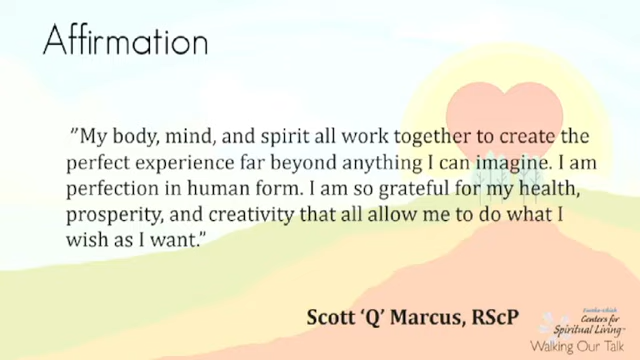 Affirmation
"My body, mind, and spirit all work together to create the
perfect experience far beyond anything I can imagine. I am
perfection in human form. I am so grateful for my health,
prosperity, and creativity that all allow me to do what I
wish as I want."
Scott ‘Q’ Marcus, RScP
Centers for
Spiritual Living
Walking Our Talk